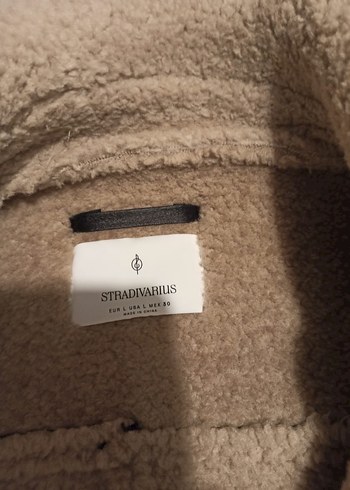 STRADIVARIUS
EUR L USA L MEX 30
MADE IN CHINA